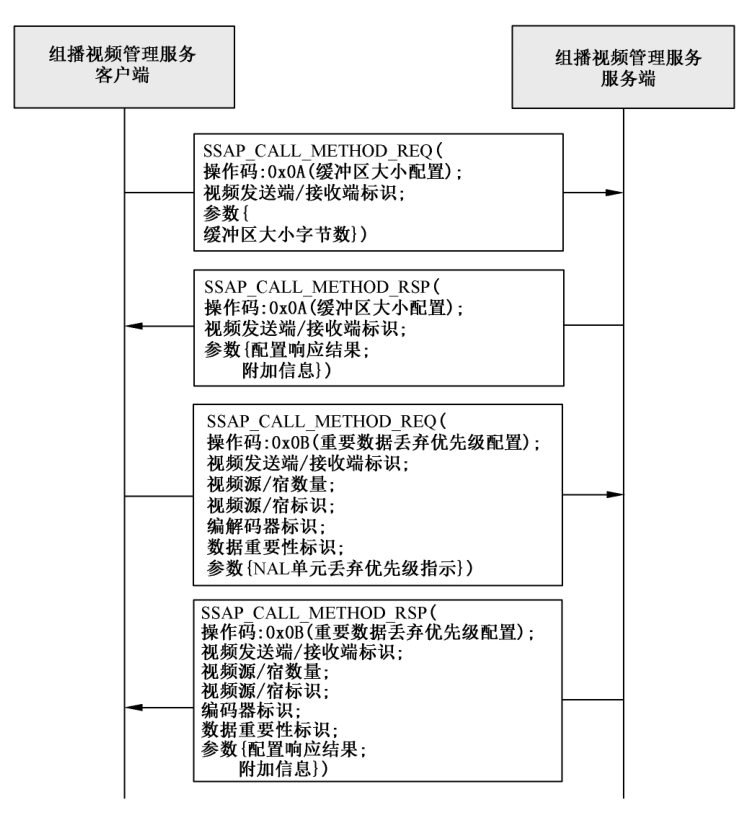 组播视频管理服务
客户端
组播视频管理服务
服务端
SSAP_CALL_METHOD_REQ(
操作码:0x0A(缓冲区大小配置);
视频发送端/接收端标识;
参数{
缓冲区大小字节数})
SSAP_CALL_METHOD_RSP(
操作码:0x0A(缓冲区大小配置);
视频发送端/接收端标识;
参数{配置响应结果;
附加信息})
SSAP_CALL_METHOD_REQ(
操作码:0x0B(重要数据丢弃优先级配置);
视频发送端/接收端标识;
视频源/宿数量;
视频源/宿标识;
编解码器标识;
数据重要性标识;
参数{NAL单元丢弃优先级指示})
SSAP_CALL_METHOD_RSP(
操作码:0x0B(重要数据丢弃优先级配置);
视频发送端/接收端标识;
视频源/宿数量;
视频源/宿标识;
编码器标识;
数据重要性标识;
参数{配置响应结果;
附加信息})